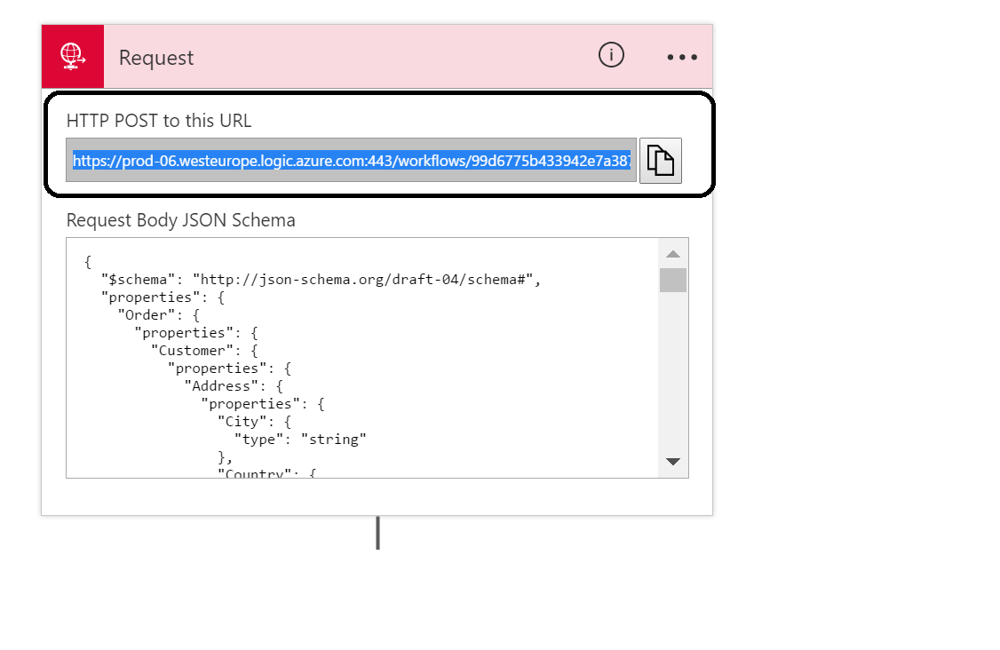 Request
HTTP POST to this URL
https://prod-06.westeurope.logic.azure.com:443/workflows/99d6775b433942e7a387
Request Body JSON Schema
{
"$schema": "http://json-schema.org/draft-04/schema#",
"properties": {
"Order": {
"properties": {
"Customer": {
"properties": {
"Address": {
"properties": {
"City": {
"type": "string"
},
"Country": {